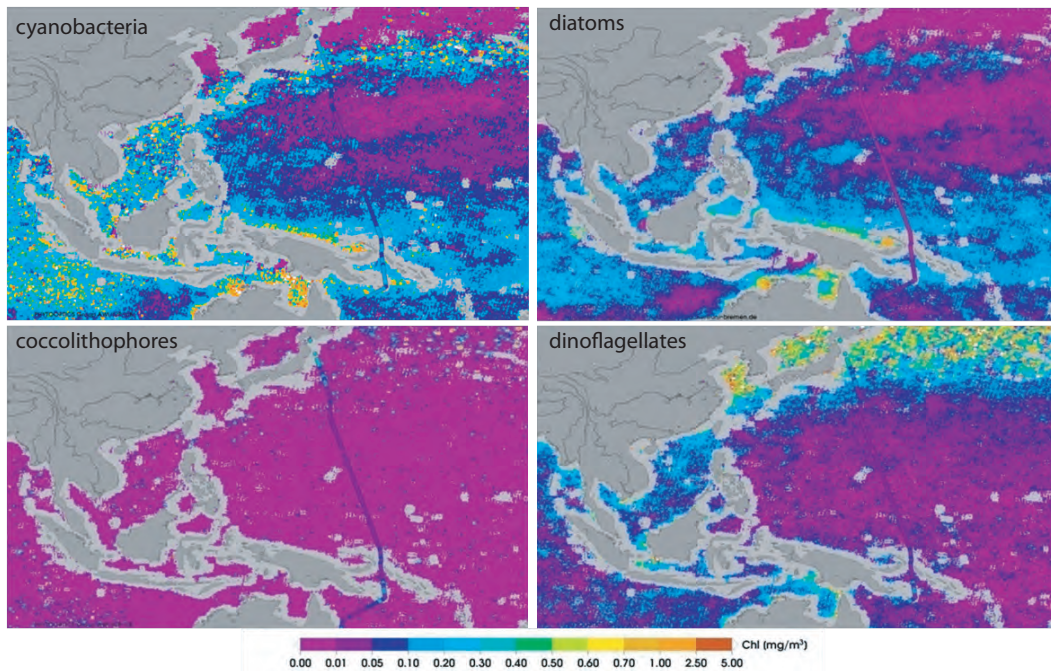 cyanobacteria
diatoms
coccolithophores
dinoflagellates
Chl (mg/m³)
0.00 0.01 0.05 0.10 0.20 0.30 0.40 0.50 0.60 0.70 1.00 2.50 5.00